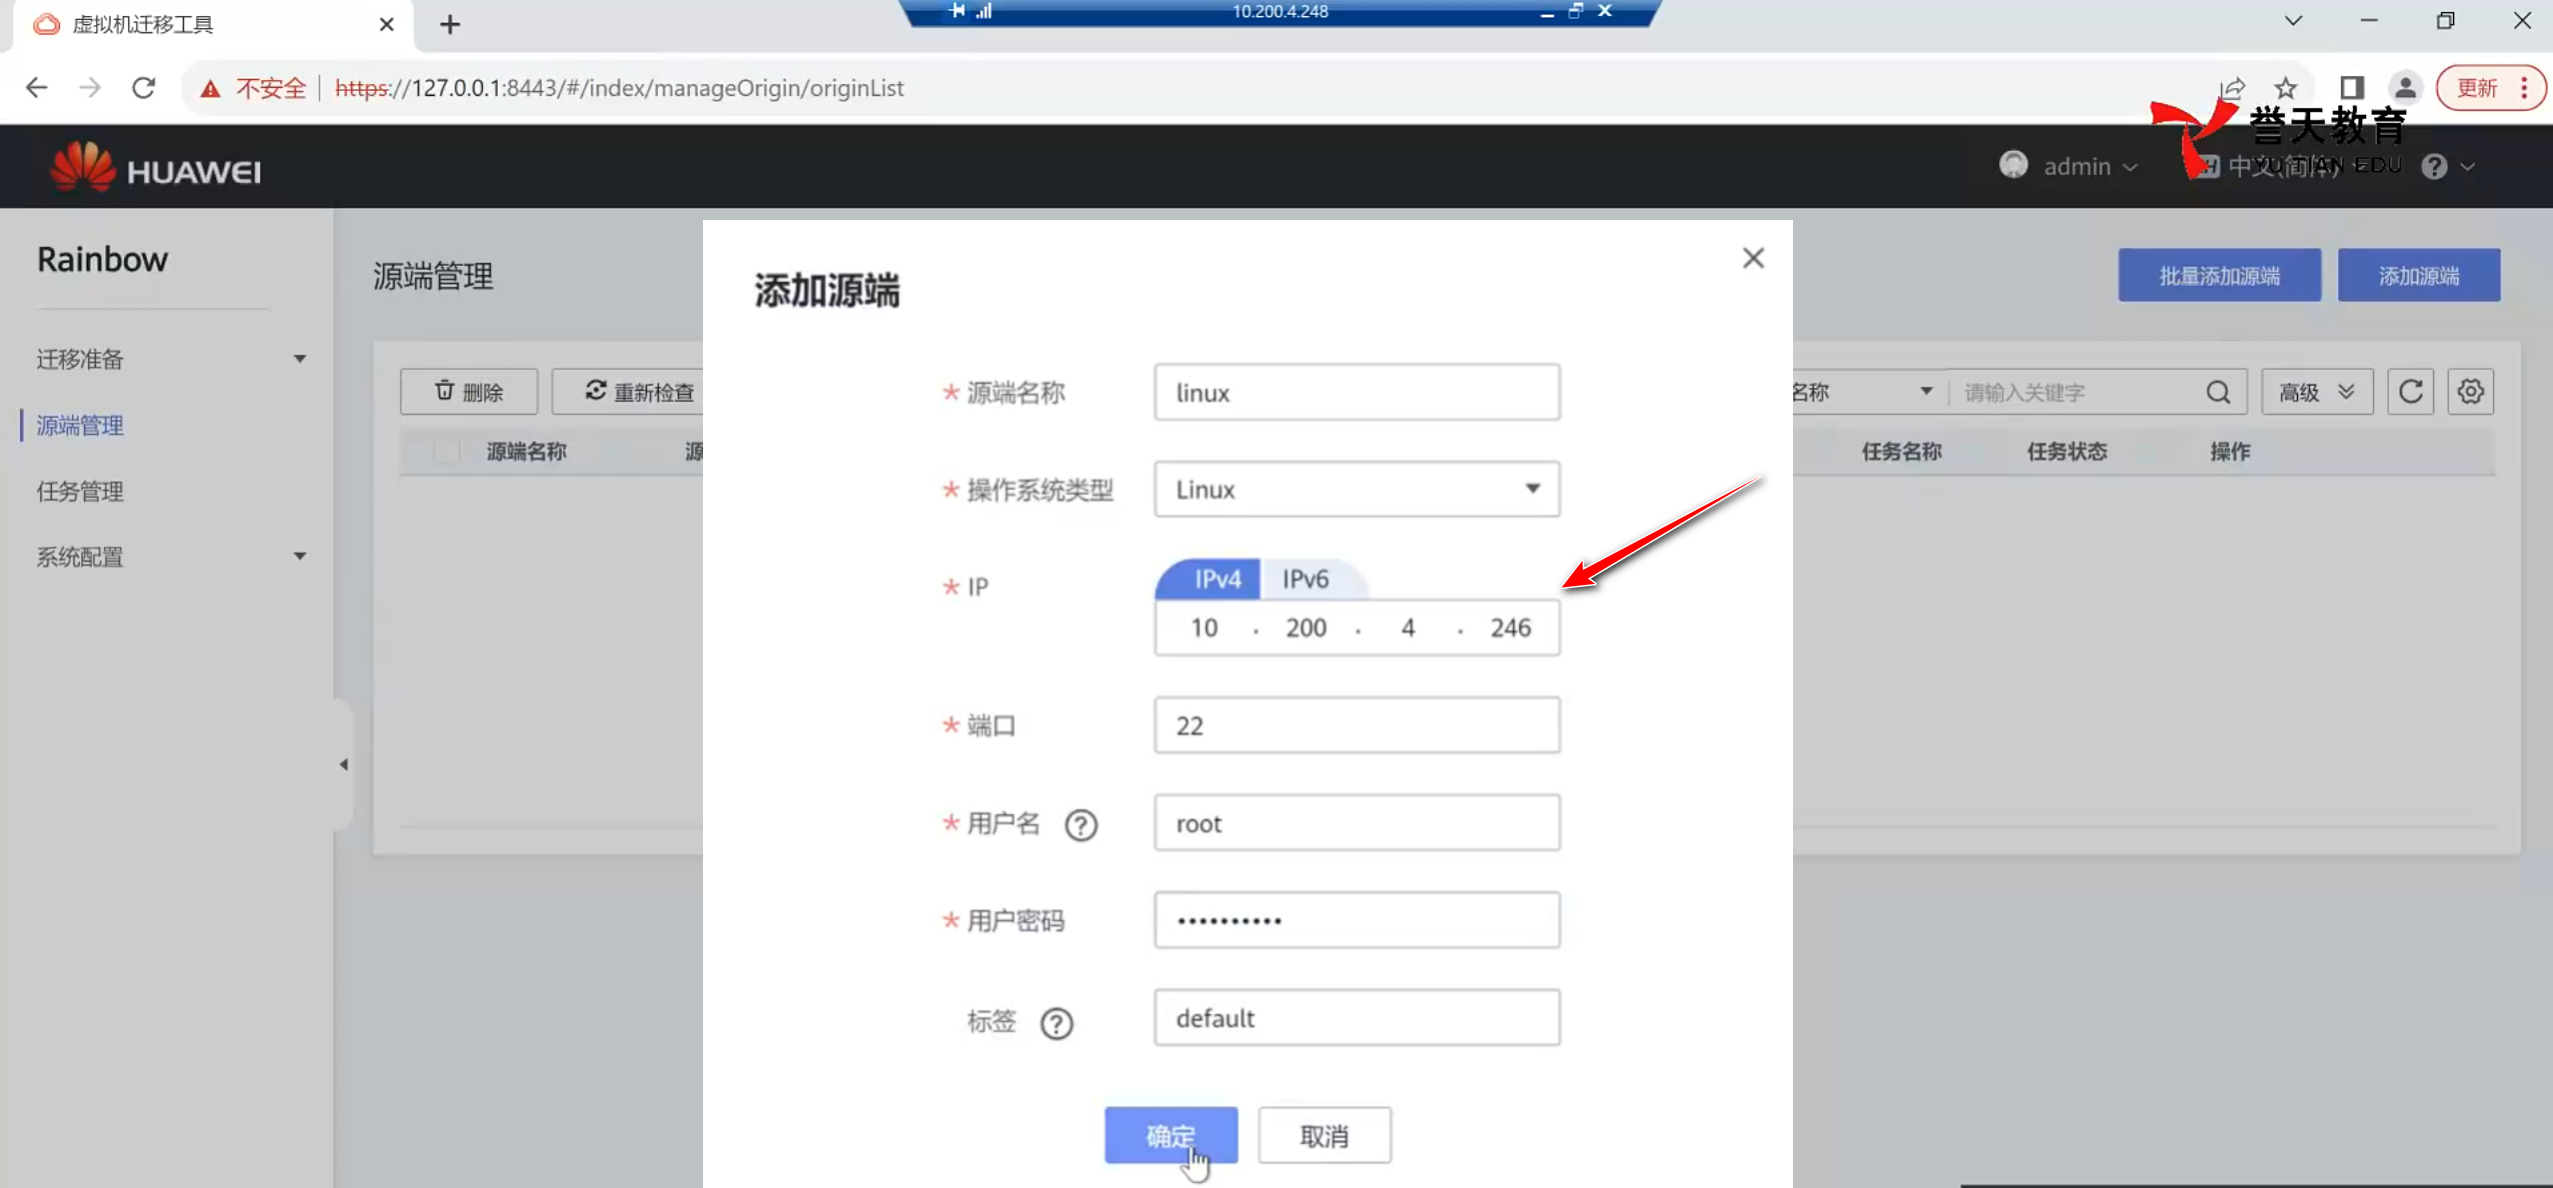 虚拟机迁移工具
10.200.4.248
不安全 https://127.0.0.1:8443/#/index/manageOrigin/originList
更新
誉天教育
YU TIAN EDU
HUAWEI
admin
中文(简体)
Rainbow
迁移准备
源端管理
任务管理
系统配置
源端管理
批量添加源端
添加源端
删除
重新检查
名称
请输入关键字
高级
源端名称
源
任务名称
任务状态
操作
添加源端
* 源端名称 linux
* 操作系统类型 Linux
* IP IPv4 IPv6
10 . 200 . 4 . 246
* 端口 22
* 用户名 ? root
* 用户密码 ••••••••••
标签 ? default
确定
取消